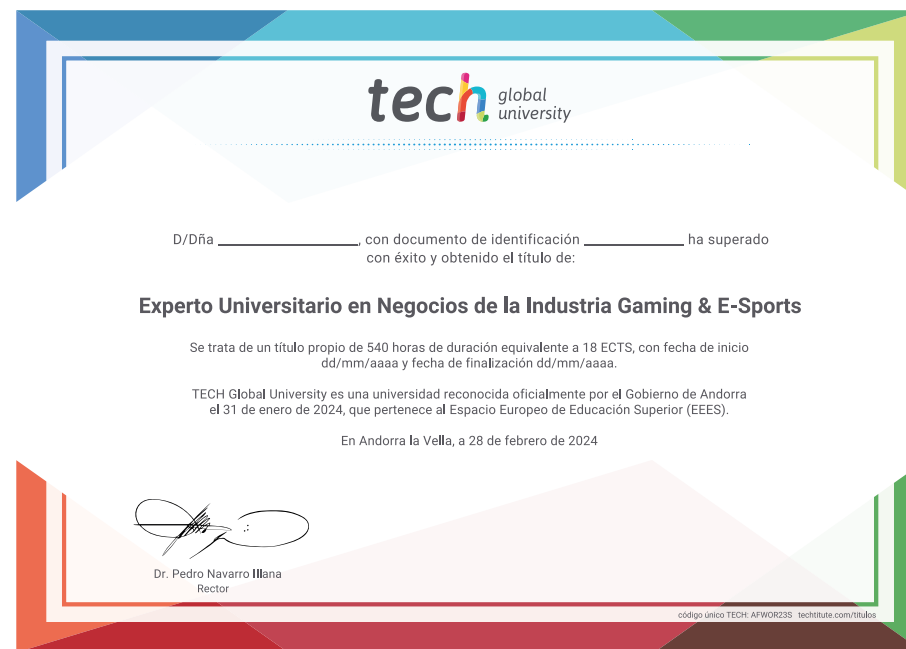 tech global
university
D/Dña ______________, con documento de identificación __________ ha superado
con éxito y obtenido el título de:
Experto Universitario en Negocios de la Industria Gaming & E-Sports
Se trata de un título propio de 540 horas de duración equivalente a 18 ECTS, con fecha de inicio
dd/mm/aaaa y fecha de finalización dd/mm/aaaa.
TECH Global University es una universidad reconocida oficialmente por el Gobierno de Andorra
el 31 de enero de 2024, que pertenece al Espacio Europeo de Educación Superior (EEES).
En Andorra la Vella, a 28 de febrero de 2024
Dr. Pedro Navarro Illana
Rector
código único TECH: AFWOR23S techtitute.com/titulos